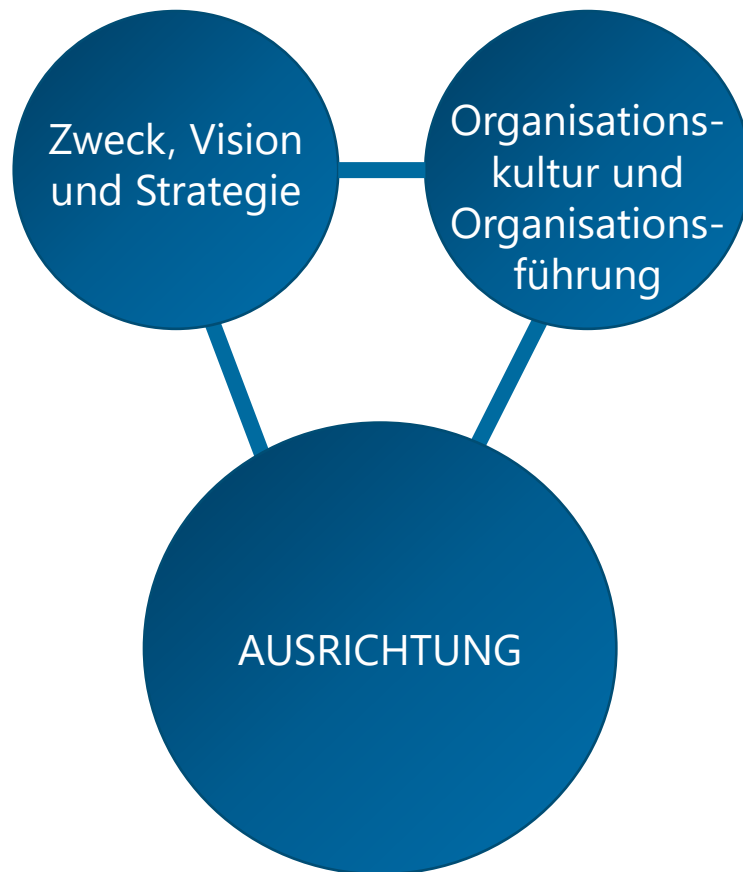 Zweck, Vision
und Strategie
Organisations-
kultur und
Organisations-
führung
AUSRICHTUNG